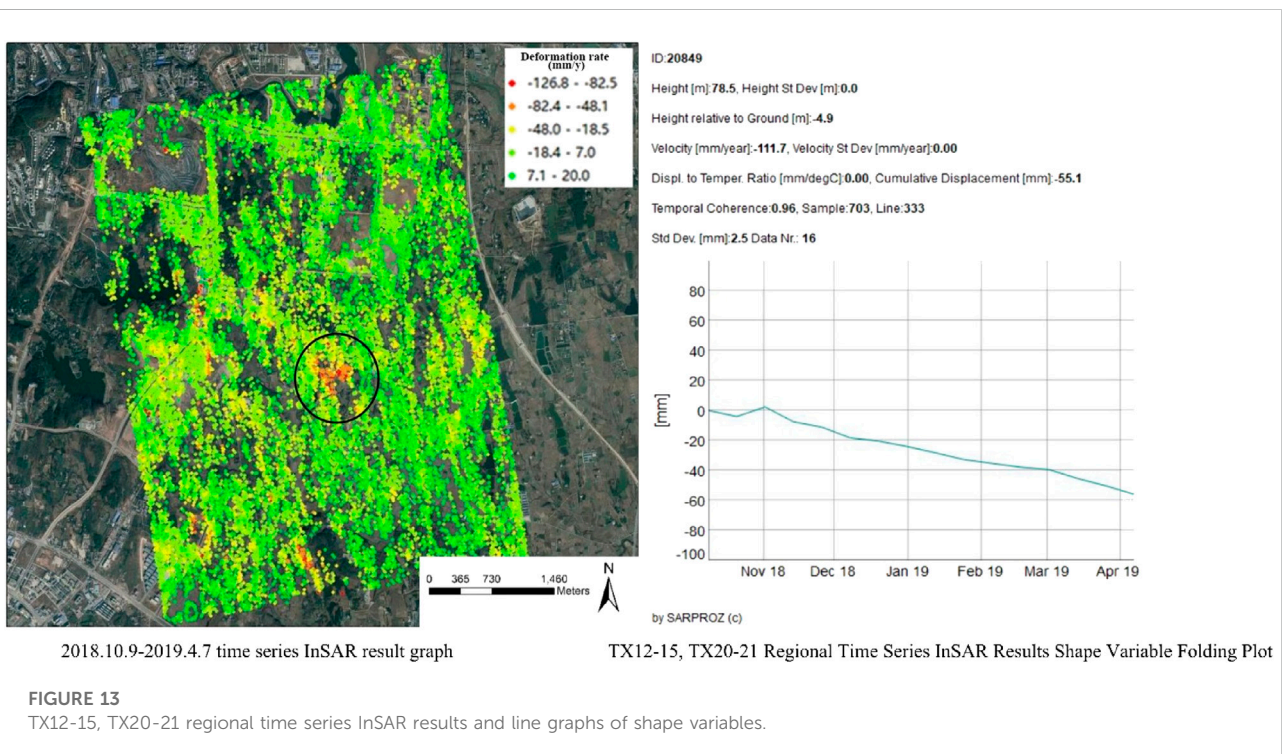 Deformation rate
(mm/y)
-126.8 - -82.5
-82.4 - -48.1
-48.0 - -18.5
-18.4 - 7.0
7.1 - 20.0
0 365 730 1,460
Meters
N
2018.10.9-2019.4.7 time series InSAR result graph
ID:20849
Height [m]:78.5, Height St Dev [m]:0.0
Height relative to Ground [m]:-4.9
Velocity [mm/year]:-111.7, Velocity St Dev [mm/year]:0.00
Displ. to Temper. Ratio [mm/degC]:0.00, Cumulative Displacement [mm]:-55.1
Temporal Coherence:0.96, Sample:703, Line:333
Std Dev. [mm]:2.5 Data Nr.: 16
[mm]
80
60
40
20
0
-20
-40
-60
-80
-100
Nov 18 Dec 18 Jan 19 Feb 19 Mar 19 Apr 19
by SARPROZ (c)
TX12-15, TX20-21 Regional Time Series InSAR Results Shape Variable Folding Plot
FIGURE 13
TX12-15, TX20-21 regional time series InSAR results and line graphs of shape variables.